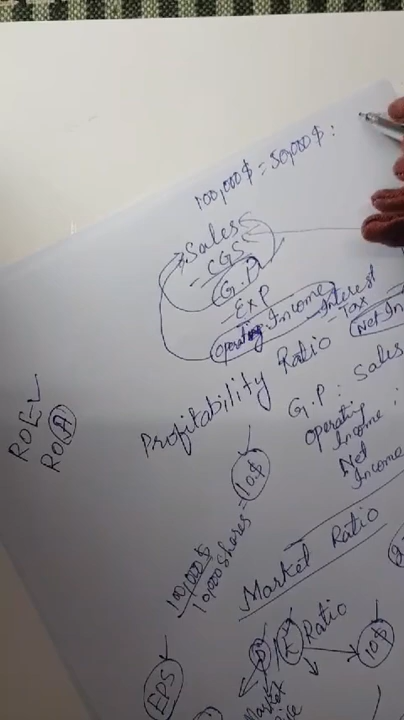 100,000$ = 50,000$ :
Sales
- CGS
G.P
- EXP
Operating Income
- Interest
- Tax
Net In
Profitability Ratio
G.P : Sales
Operating Income :
Net Income
ROE
ROA
100,000$
10,000 shares = 10$
EPS
Market Ratio
P E Ratio
10$
Market